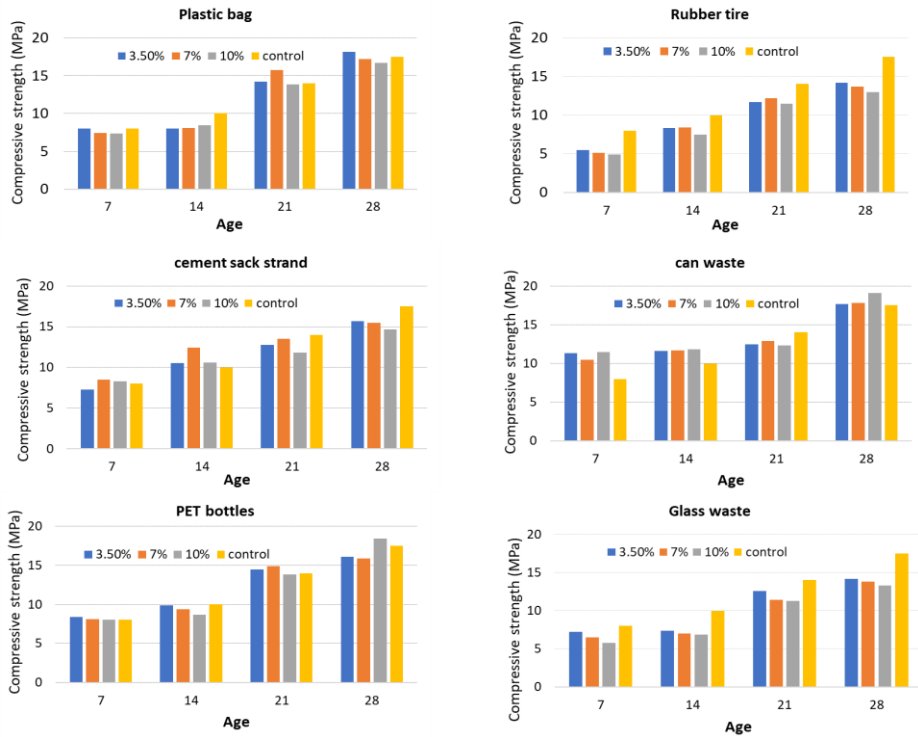 Plastic bag
Compressive strength (MPa)
20
15
10
5
0
3.50% 7% 10% control
7 14 21 28
Age
Rubber tire
Compressive strength (MPa)
20
15
10
5
0
3.50% 7% 10% control
7 14 21 28
Age
cement sack strand
Compressive strength (MPa)
20
15
10
5
0
3.50% 7% 10% control
7 14 21 28
Age
can waste
Compressive strength (MPa)
20
15
10
5
0
3.50% 7% 10% control
7 14 21 28
Age
PET bottles
Compressive strength (MPa)
20
15
10
5
0
3.50% 7% 10% control
7 14 21 28
Age
Glass waste
Compressive strength (MPa)
20
15
10
5
0
3.50% 7% 10% control
7 14 21 28
Age